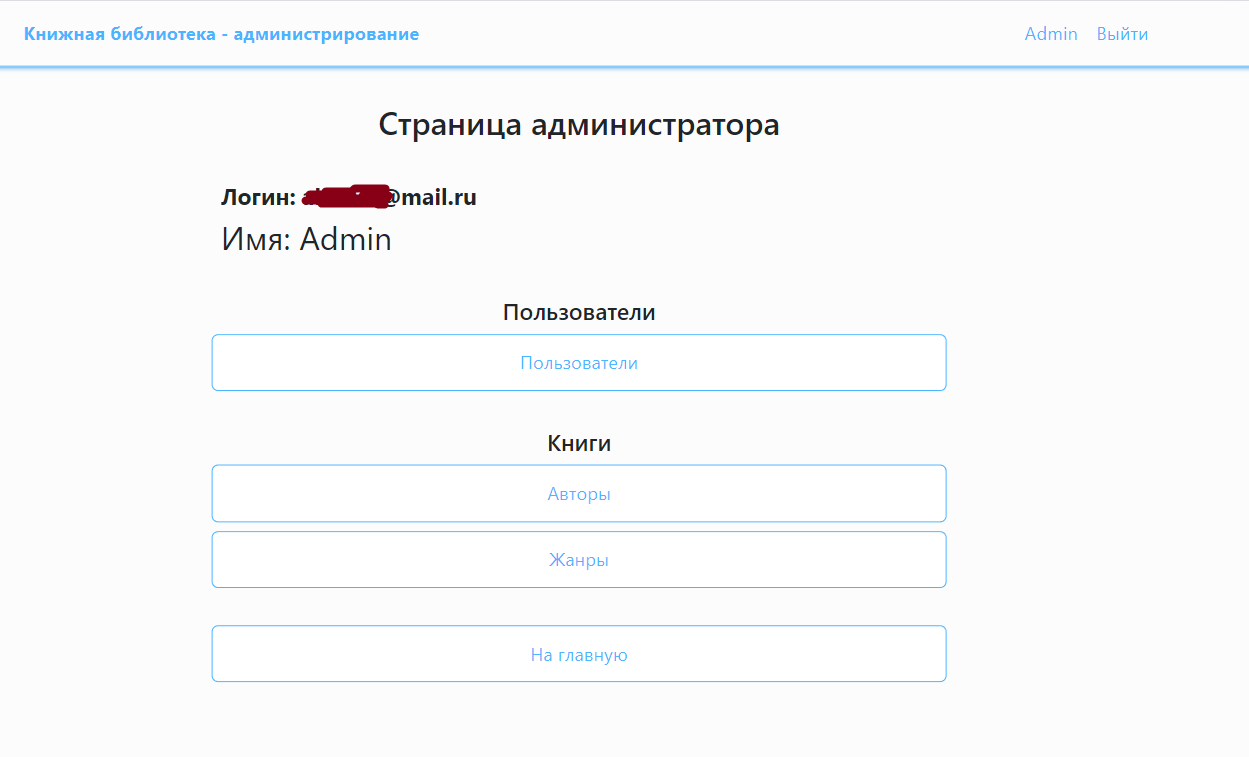 Книжная библиотека - администрирование
Admin Выйти
Страница администратора
Логин: @mail.ru
Имя: Admin
Пользователи
Пользователи
Книги
Авторы
Жанры
На главную